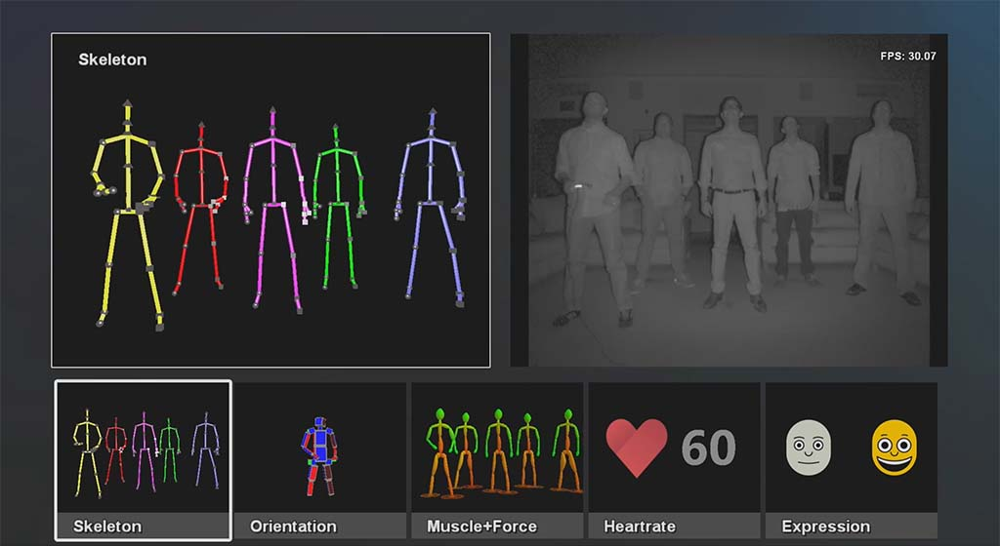 Skeleton
FPS: 30.07
60
Skeleton
Orientation
Muscle+Force
Heartrate
Expression